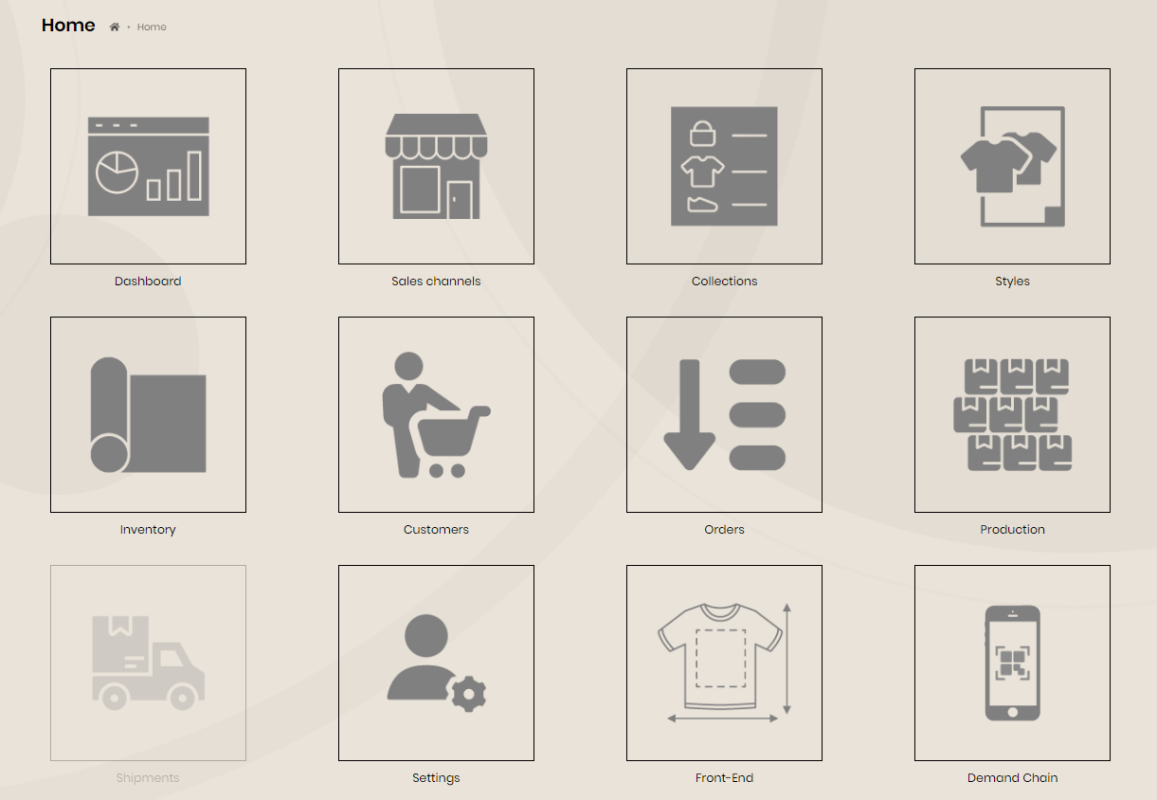 Home Home
Dashboard
Sales channels
Collections
Styles
Inventory
Customers
Orders
Production
Shipments
Settings
Front-End
Demand Chain